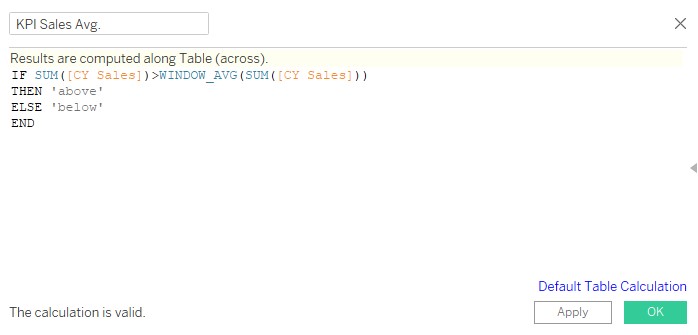 KPI Sales Avg.
Results are computed along Table (across).
IF SUM([CY Sales])>WINDOW_AVG(SUM([CY Sales]))
THEN 'above'
ELSE 'below'
END
Default Table Calculation
The calculation is valid.
Apply
OK